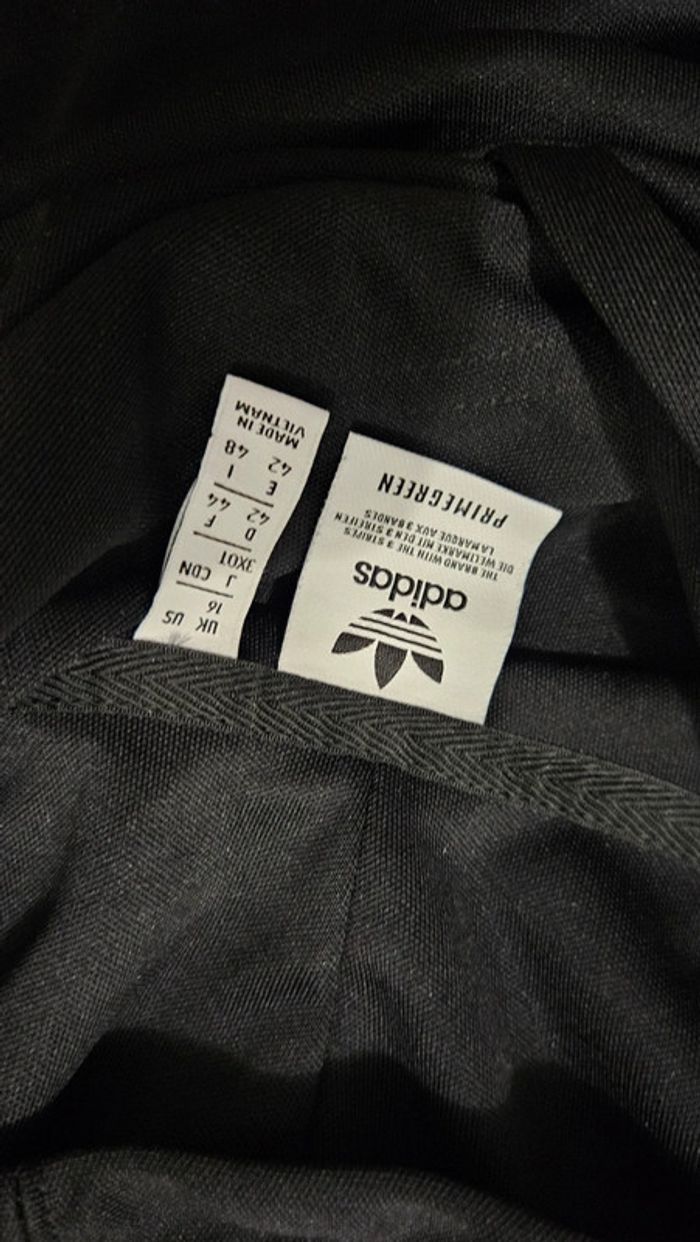 adidas
THE BRAND WITH THE 3 STRIPES
DIE WELTMARKE MIT DEN 3 STREIFEN
LA MARQUE AUX 3 BANDES
PRIMEGREEN
UK US
16
J CDN
3XOT
D F
42 44
E I
42 48
MADE IN
VIETNAM